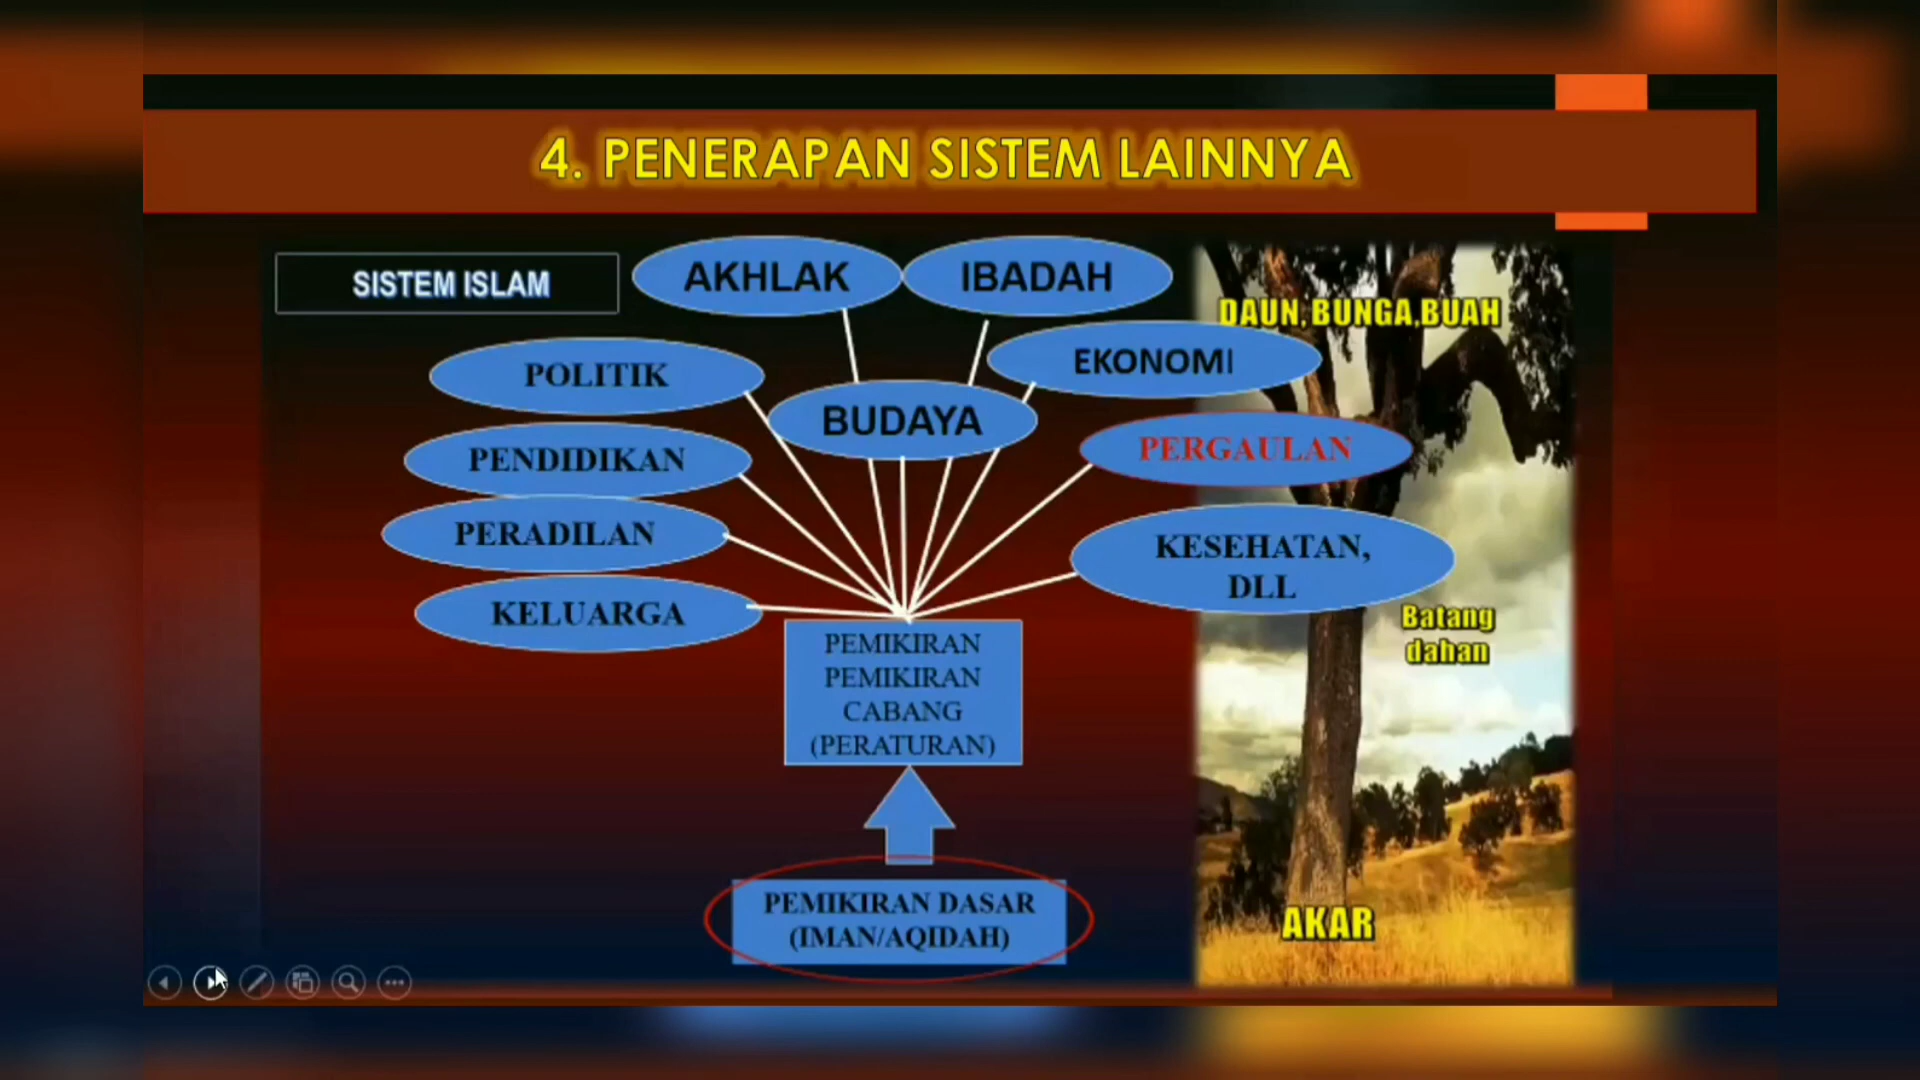 4. PENERAPAN SISTEM LAINNYA
SISTEM ISLAM
AKHLAK
IBADAH
DAUN, BUNGA,BUAH
POLITIK
EKONOMI
BUDAYA
PENDIDIKAN
PERGAULAN
PERADILAN
KESEHATAN,
DLL
KELUARGA
Batang
dahan
PEMIKIRAN
PEMIKIRAN
CABANG
(PERATURAN)
PEMIKIRAN DASAR
(IMAN/AQIDAH)
AKAR